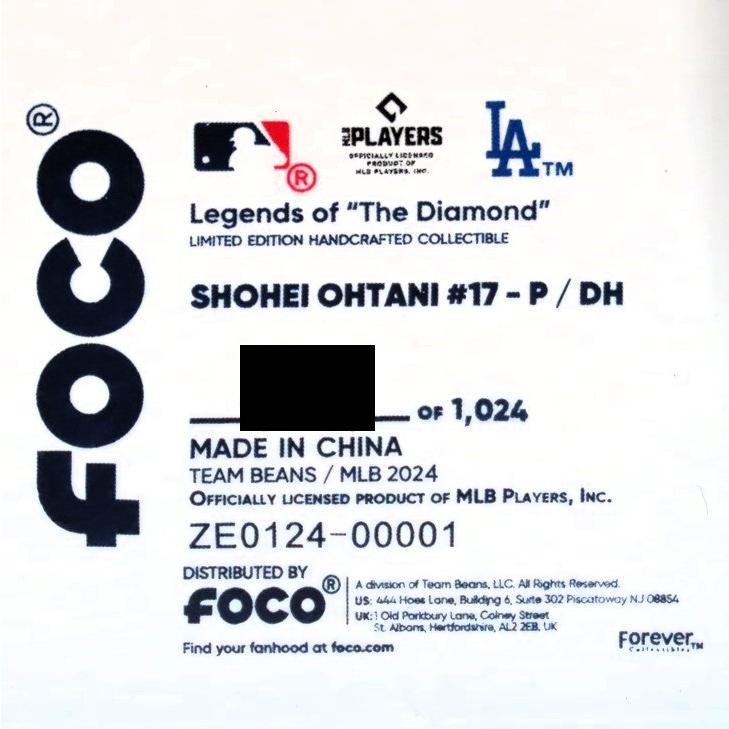 FOCO®
MLB PLAYERS
OFFICIALLY LICENSED
PRODUCT OF
MLB PLAYERS, INC.
LA™
®
Legends of "The Diamond"
LIMITED EDITION HANDCRAFTED COLLECTIBLE
SHOHEI OHTANI #17 - P / DH
OF 1,024
MADE IN CHINA
TEAM BEANS / MLB 2024
OFFICIALLY LICENSED PRODUCT OF MLB PLAYERS, INC.
ZE0124-00001
DISTRIBUTED BY
FOCO®
A division of Team Beans, LLC. All Rights Reserved.
US: 444 Hoes Lane, Building 6, Suite 302 Piscataway NJ 08854
UK: 1 Old Parkbury Lane, Colney Street
St. Albans, Hertfordshire, AL2 2EB, UK
Find your fanhood at foco.com
Forever™
Collectibles